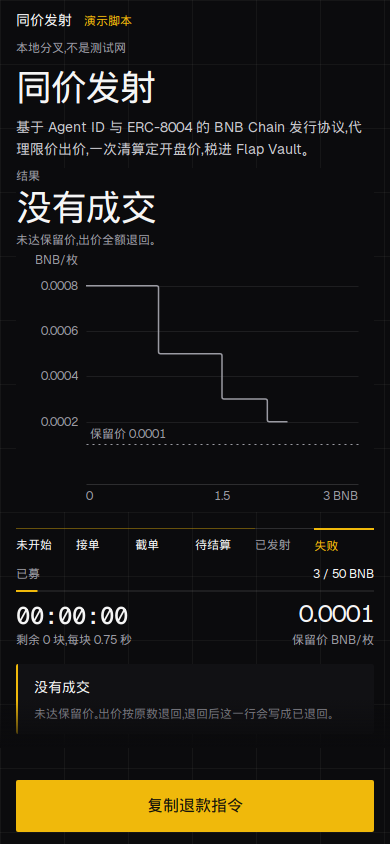 同价发射 演示脚本
本地分叉,不是测试网
同价发射
基于 Agent ID 与 ERC-8004 的 BNB Chain 发行协议,代
理限价出价,一次清算定开盘价,税进 Flap Vault。
结果
没有成交
未达保留价,出价全额退回。
BNB/枚
0.0008
0.0006
0.0004
0.0002
保留价 0.0001
0 1.5 3 BNB
未开始 接单 截单 待结算 已发射 失败
已募 3 / 50 BNB
00:00:00 0.0001
剩余 0 块,每块 0.75 秒 保留价 BNB/枚
没有成交
未达保留价。出价按原数退回,退回后这一行会写成已退回。
复制退款指令